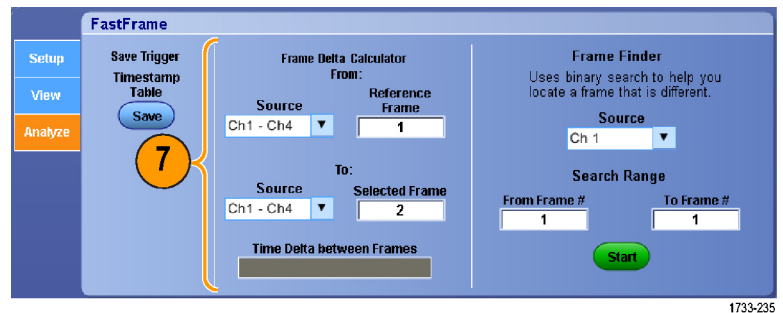 FastFrame
Setup
View
Analyze
Save Trigger
Timestamp
Table
Save
7
Frame Delta Calculator
From:
Source
Reference
Frame
Ch1 - Ch4
1
To:
Source
Selected Frame
Ch1 - Ch4
2
Time Delta between Frames
Frame Finder
Uses binary search to help you
locate a frame that is different.
Source
Ch 1
Search Range
From Frame #
To Frame #
1
1
Start
1733-235